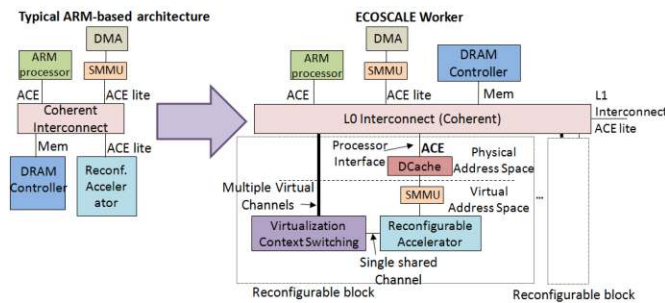 Typical ARM-based architecture
DMA
ARM
processor
SMMU
ACE
ACE lite
Coherent
Interconnect
Mem
ACE lite
DRAM
Controller
Reconf.
Acceler
ator
ECOSCALE Worker
DMA
ARM
processor
SMMU
DRAM
Controller
ACE
ACE lite
Mem
L1
Interconnect
ACE lite
L0 Interconnect (Coherent)
Processor
Interface
ACE
DCache
Physical
Address Space
Multiple Virtual
Channels
SMMU
Virtual
Address Space
...
Virtualization
Context Switching
Reconfigurable
Accelerator
Single shared
Channel
Reconfigurable block
Reconfigurable block